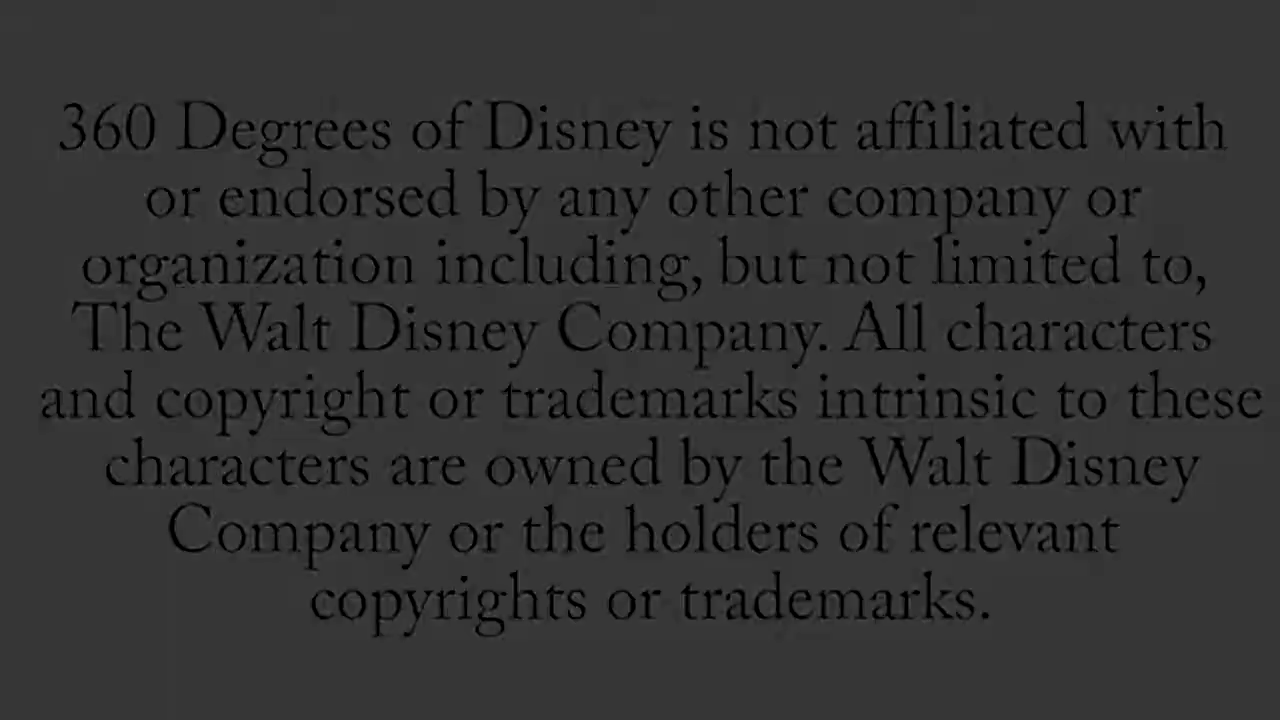 360 Degrees of Disney is not affiliated with
or endorsed by any other company or
organization including, but not limited to,
The Walt Disney Company. All characters
and copyright or trademarks intrinsic to these
characters are owned by the Walt Disney
Company or the holders of relevant
copyrights or trademarks.